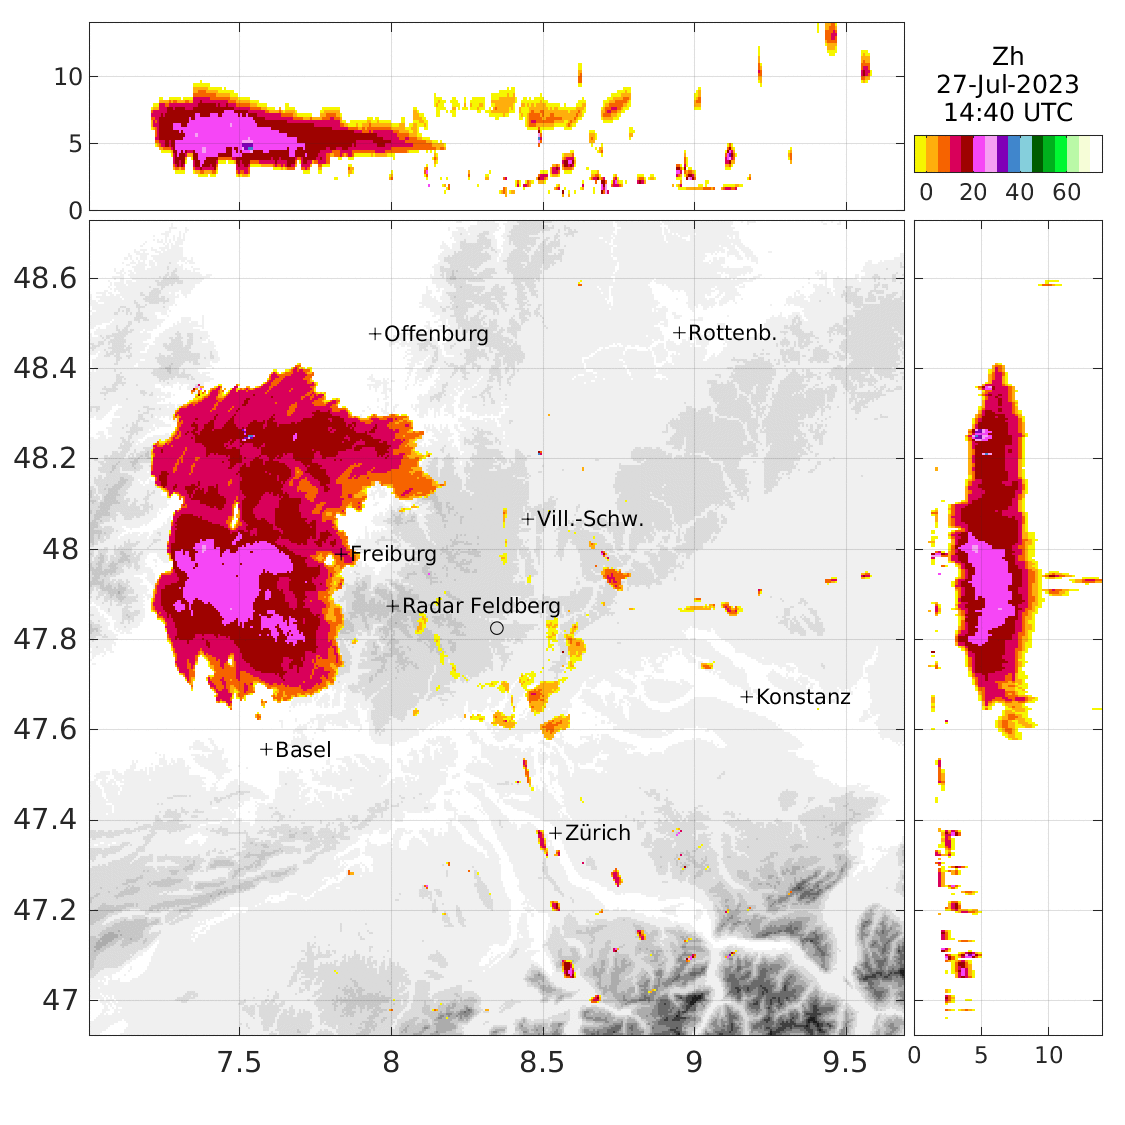 10
5
0
Zh
27-Jul-2023
14:40 UTC
0 20 40 60
48.6
48.4
48.2
48
47.8
47.6
47.4
47.2
47
+Offenburg
+Rottenb.
+Vill.-Schw.
+Freiburg
+Radar Feldberg
+Konstanz
+Basel
+Zürich
7.5 8 8.5 9 9.5
0 5 10